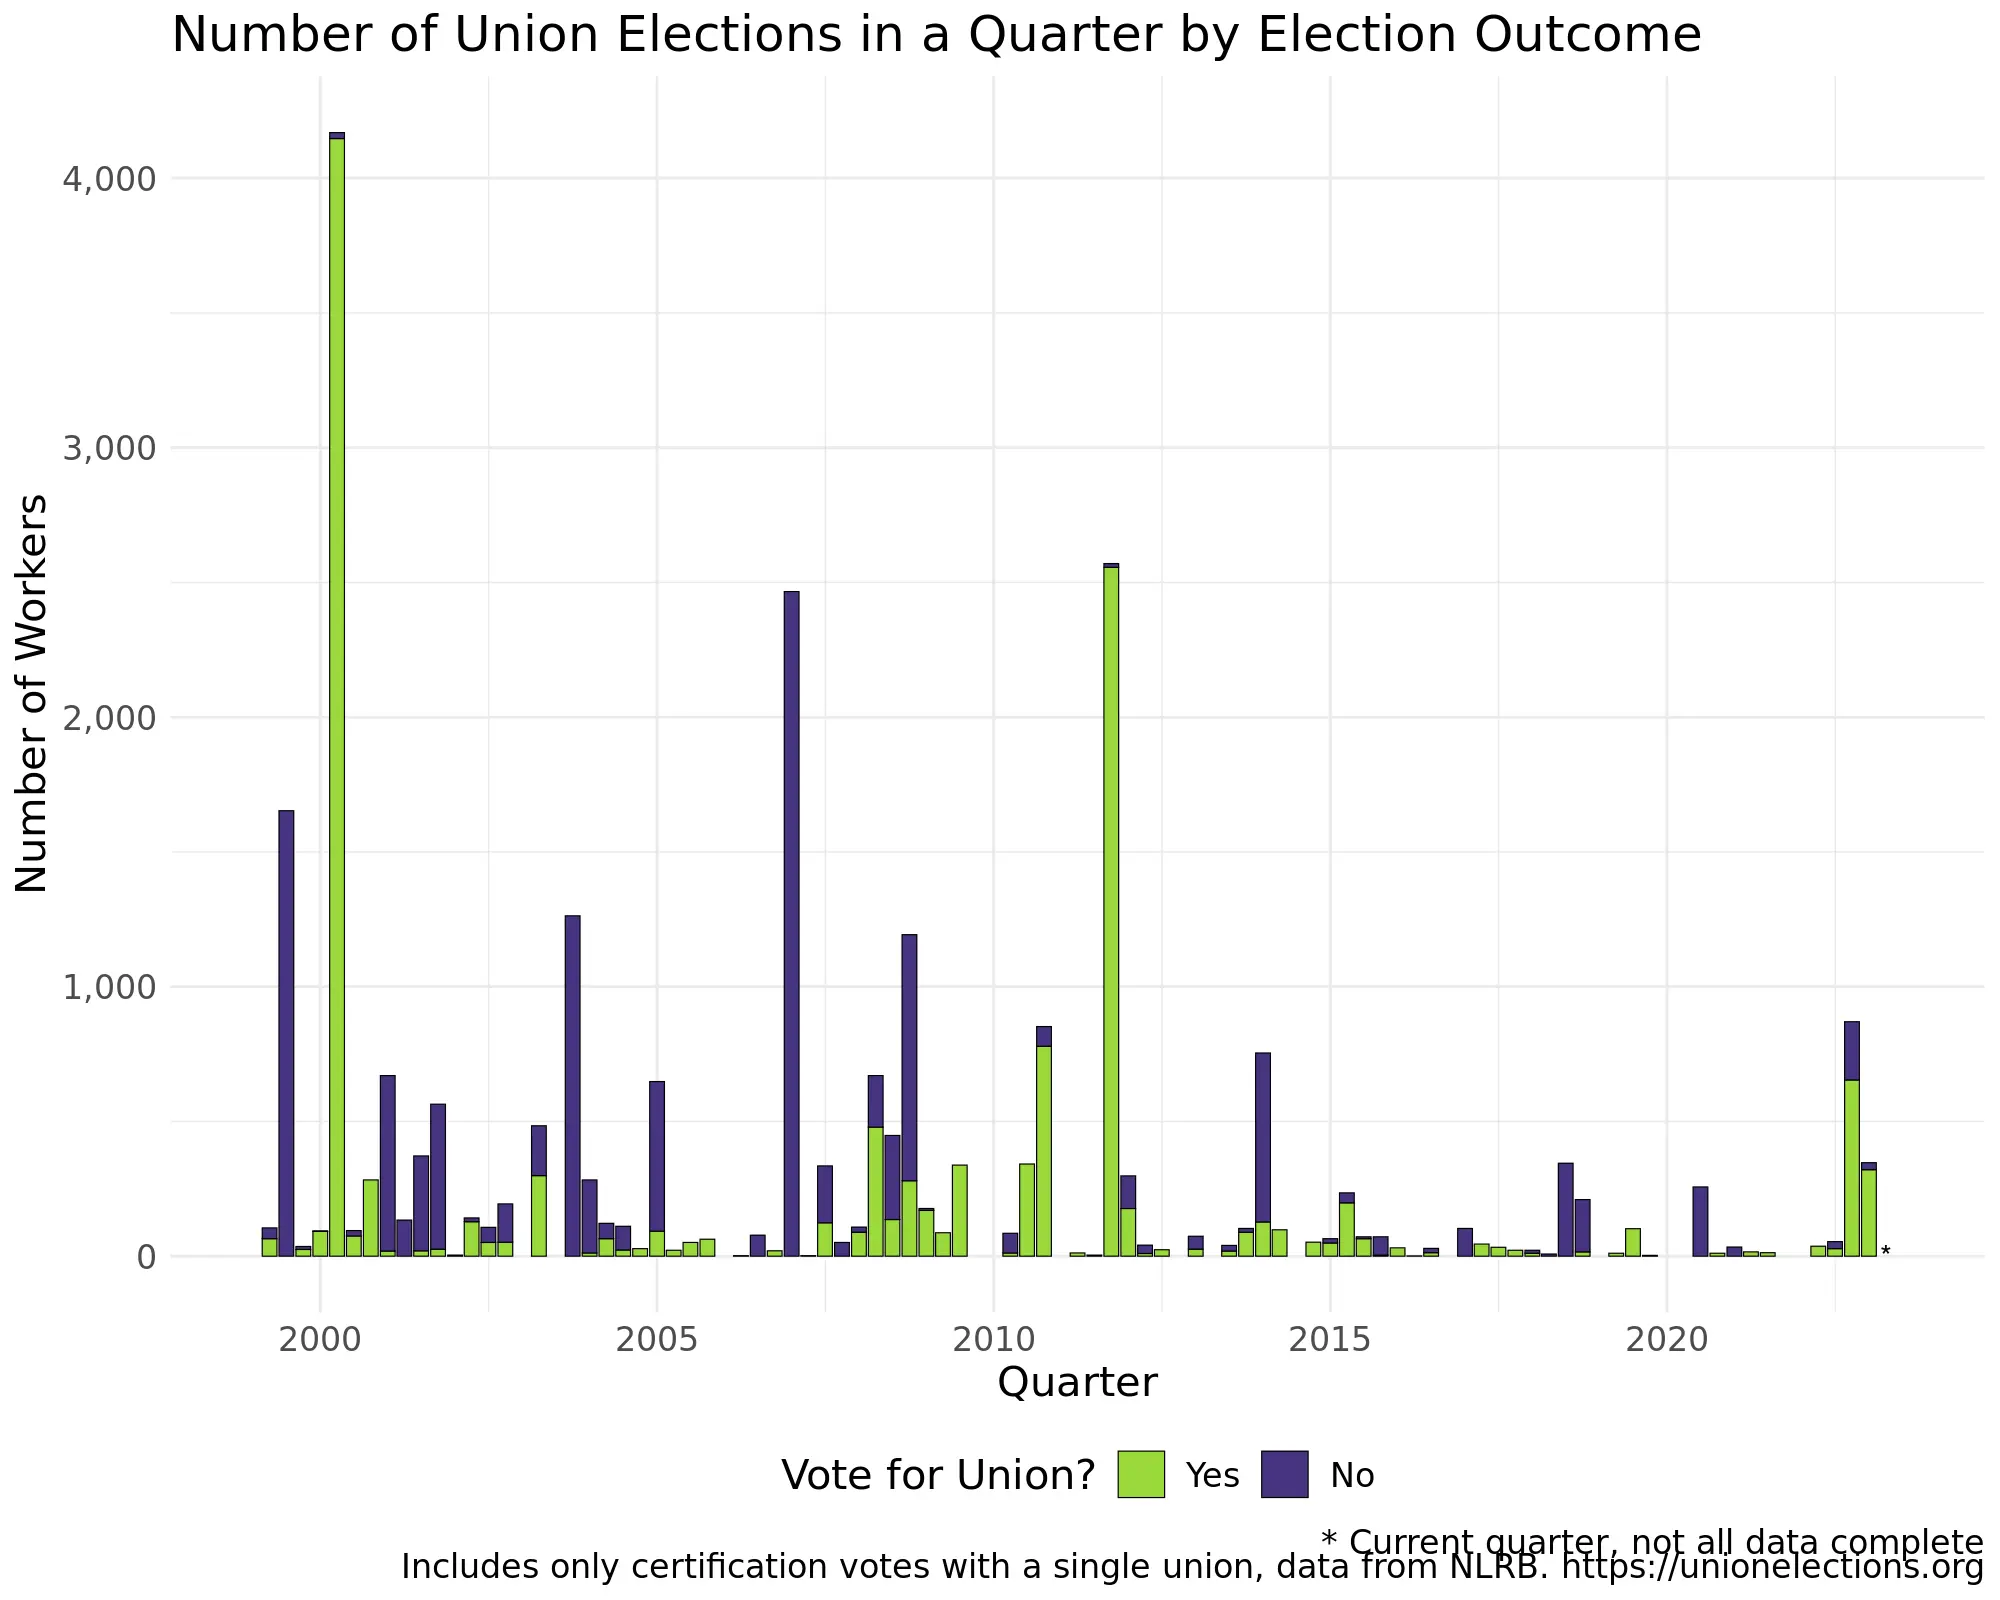 Number of Union Elections in a Quarter by Election Outcome
Number of Workers
4,000
3,000
2,000
1,000
0
*
2000 2005 2010 2015 2020
Quarter
Vote for Union? Yes No
* Current quarter, not all data complete
Includes only certification votes with a single union, data from NLRB. https://unionelections.org